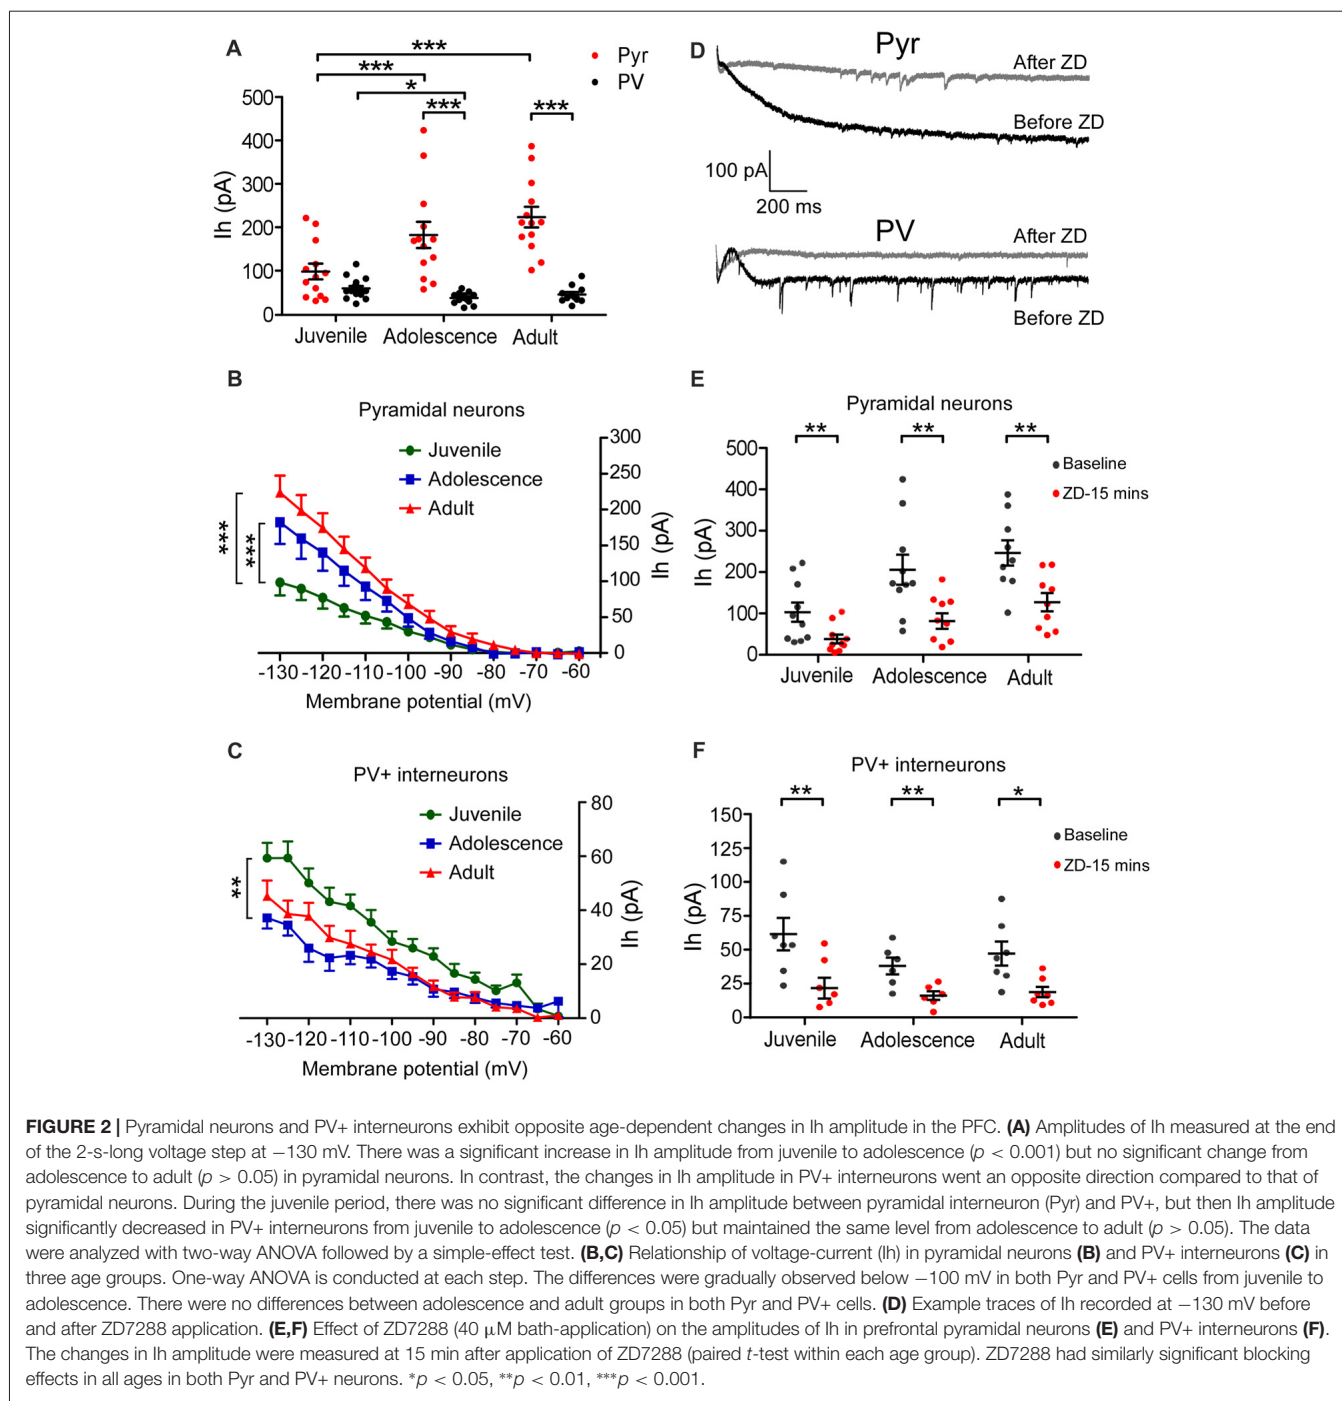 A
***
***
*
***
***
Pyr
PV
500
400
300
200
100
0
Ih (pA)
Juvenile
Adolescence
Adult
D
Pyr
After ZD
Before ZD
100 pA
200 ms
PV
After ZD
Before ZD
B
Pyramidal neurons
Juvenile
Adolescence
Adult
***
***
300
250
200
150
100
50
0
Ih (pA)
-130
-120
-110
-100
-90
-80
-70
-60
Membrane potential (mV)
E
Pyramidal neurons
**
**
**
Baseline
ZD-15 mins
500
400
300
200
100
0
Ih (pA)
Juvenile
Adolescence
Adult
C
PV+ interneurons
Juvenile
Adolescence
Adult
**
80
60
40
20
0
Ih (pA)
-130
-120
-110
-100
-90
-80
-70
-60
Membrane potential (mV)
F
PV+ interneurons
**
**
*
Baseline
ZD-15 mins
150
125
100
75
50
25
0
Ih (pA)
Juvenile
Adolescence
Adult
FIGURE 2 | Pyramidal neurons and PV+ interneurons exhibit opposite age-dependent changes in Ih amplitude in the PFC. (A) Amplitudes of Ih measured at the end
of the 2-s-long voltage step at −130 mV. There was a significant increase in Ih amplitude from juvenile to adolescence (p < 0.001) but no significant change from
adolescence to adult (p > 0.05) in pyramidal neurons. In contrast, the changes in Ih amplitude in PV+ interneurons went an opposite direction compared to that of
pyramidal neurons. During the juvenile period, there was no significant difference in Ih amplitude between pyramidal interneuron (Pyr) and PV+, but then Ih amplitude
significantly decreased in PV+ interneurons from juvenile to adolescence (p < 0.05) but maintained the same level from adolescence to adult (p > 0.05). The data
were analyzed with two-way ANOVA followed by a simple-effect test. (B,C) Relationship of voltage-current (Ih) in pyramidal neurons (B) and PV+ interneurons (C) in
three age groups. One-way ANOVA is conducted at each step. The differences were gradually observed below −100 mV in both Pyr and PV+ cells from juvenile to
adolescence. There were no differences between adolescence and adult groups in both Pyr and PV+ cells. (D) Example traces of Ih recorded at −130 mV before
and after ZD7288 application. (E,F) Effect of ZD7288 (40 μM bath-application) on the amplitudes of Ih in prefrontal pyramidal neurons (E) and PV+ interneurons (F).
The changes in Ih amplitude were measured at 15 min after application of ZD7288 (paired t-test within each age group). ZD7288 had similarly significant blocking
effects in all ages in both Pyr and PV+ neurons. *p < 0.05, **p < 0.01, ***p < 0.001.